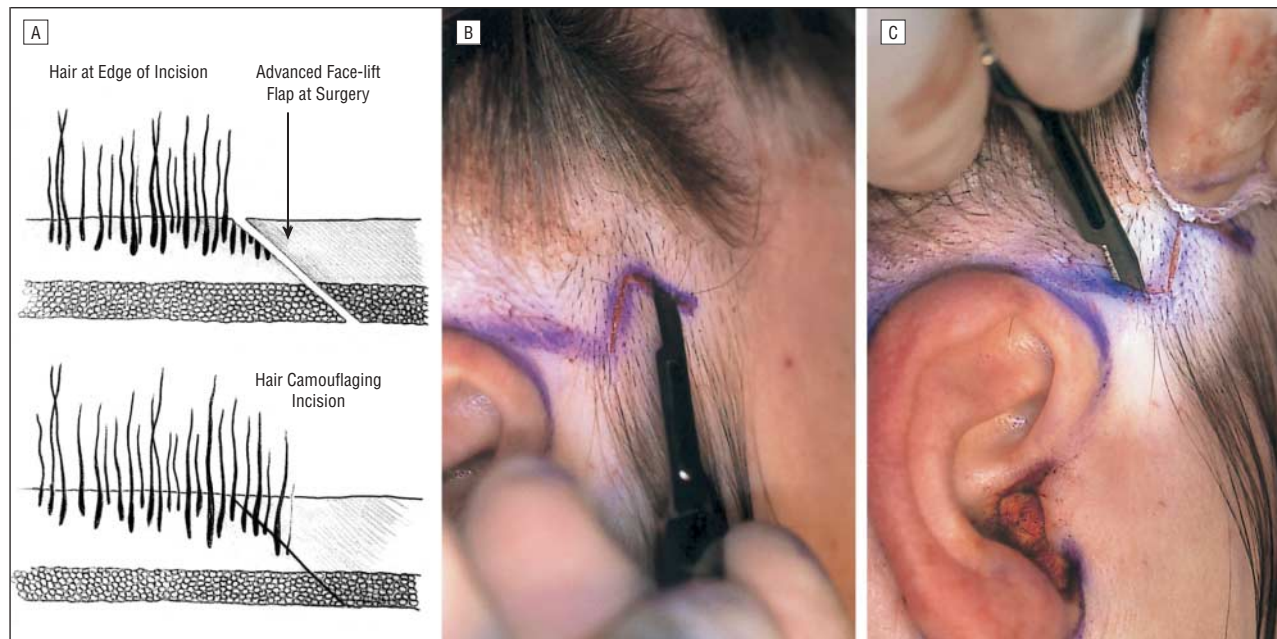 A
Hair at Edge of Incision
Advanced Face-lift
Flap at Surgery
Hair Camouflaging
Incision
B
C